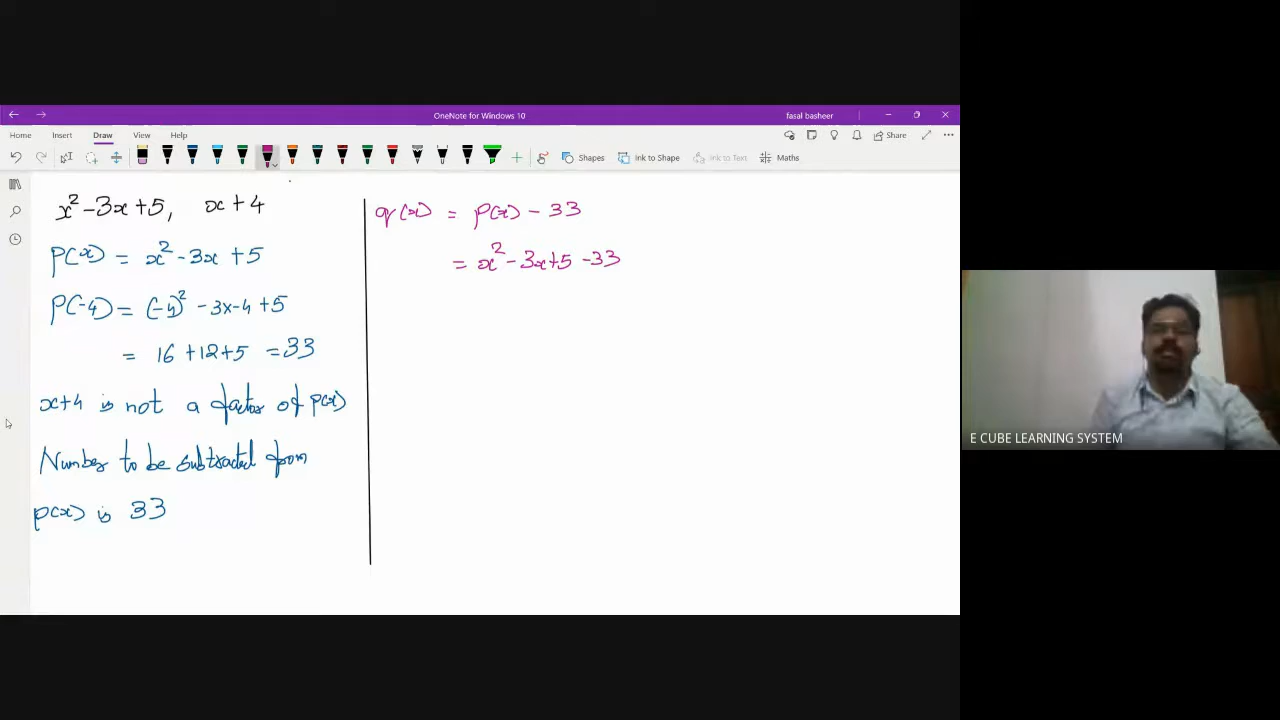 OneNote for Windows 10
fasal basheer
Home Insert Draw View Help
Share
Shapes Ink to Shape Ink to Text Maths
x² - 3x + 5, x + 4
P(x) = x² - 3x + 5
P(-4) = (-4)² - 3x-4 + 5
= 16 + 12 + 5 = 33
x+4 is not a factor of p(x)
Number to be subtracted from
p(x) is 33
q(x) = p(x) - 33
= x² - 3x + 5 - 33
E CUBE LEARNING SYSTEM